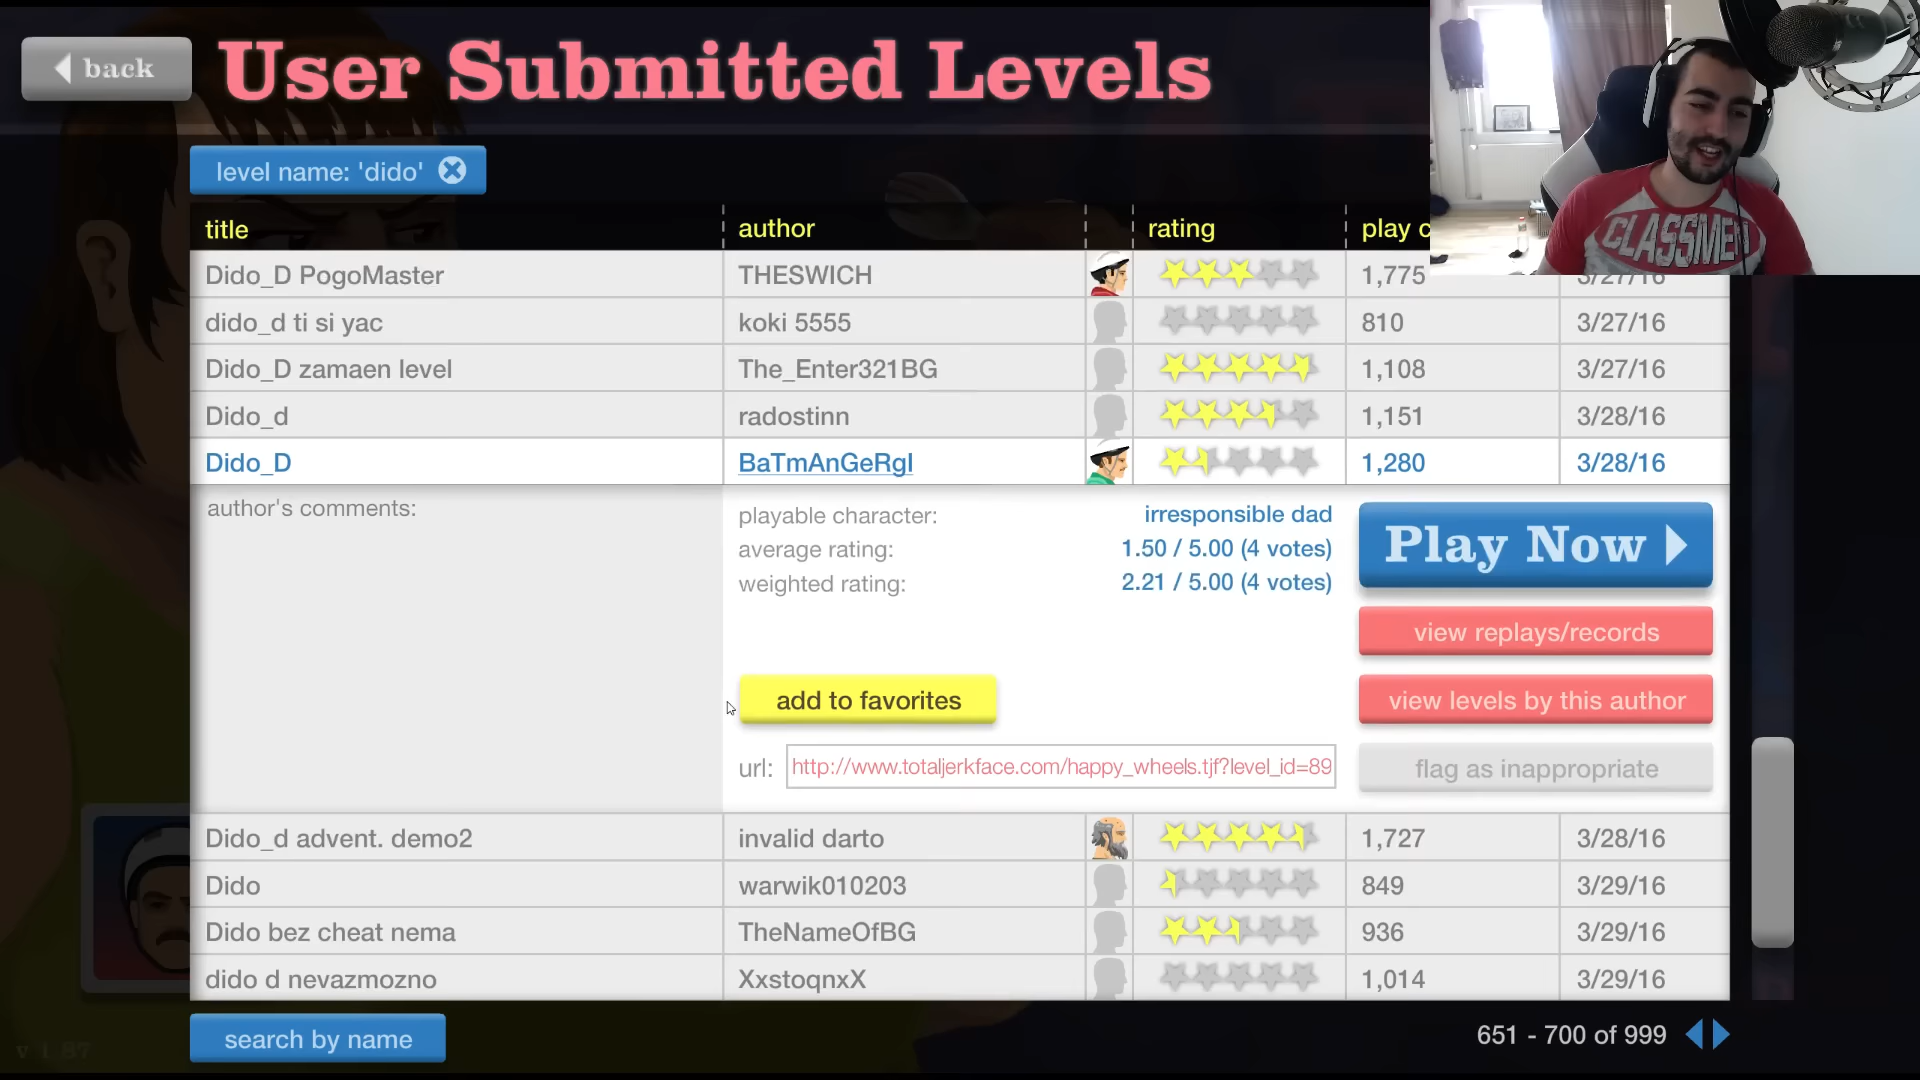 back
User Submitted Levels
level name: 'dido'
title author rating play c
Dido_D PogoMaster THESWICH 1,775 3/27/16
dido_d ti si yac koki 5555 810 3/27/16
Dido_D zamaen level The_Enter321BG 1,108 3/27/16
Dido_d radostinn 1,151 3/28/16
Dido_D BaTmAnGeRgI 1,280 3/28/16
author's comments:
playable character: irresponsible dad
average rating: 1.50 / 5.00 (4 votes)
weighted rating: 2.21 / 5.00 (4 votes)
Play Now
view replays/records
add to favorites
view levels by this author
url: http://www.totaljerkface.com/happy_wheels.tjf?level_id=89
flag as inappropriate
Dido_d advent. demo2 invalid darto 1,727 3/28/16
Dido warwik010203 849 3/29/16
Dido bez cheat nema TheNameOfBG 936 3/29/16
dido d nevazmozno XxstoqnxX 1,014 3/29/16
search by name
651 - 700 of 999
v 1.87
CLASSMEN